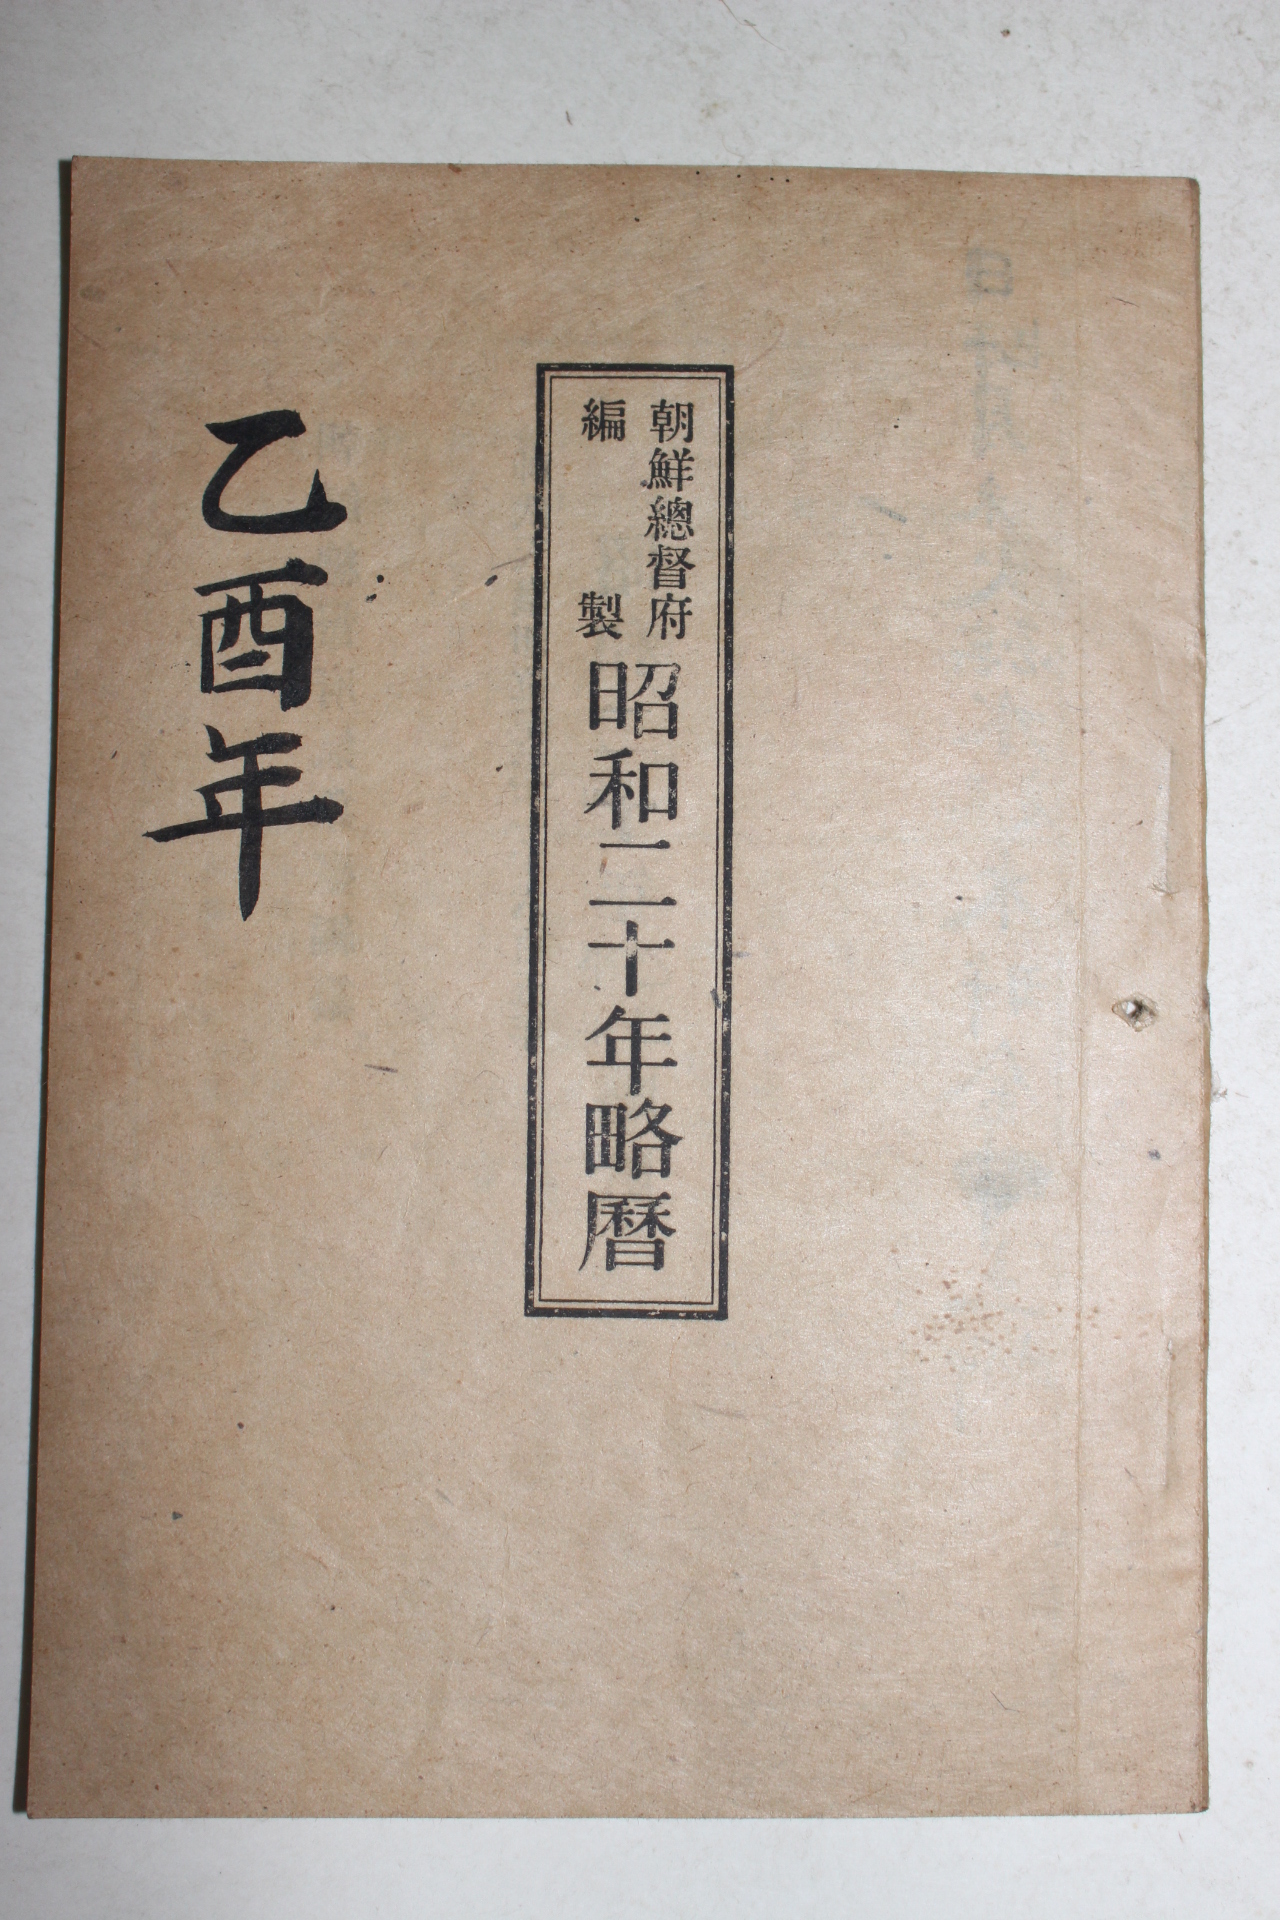 朝鮮總督府
編製
昭和二十年略曆
乙酉年